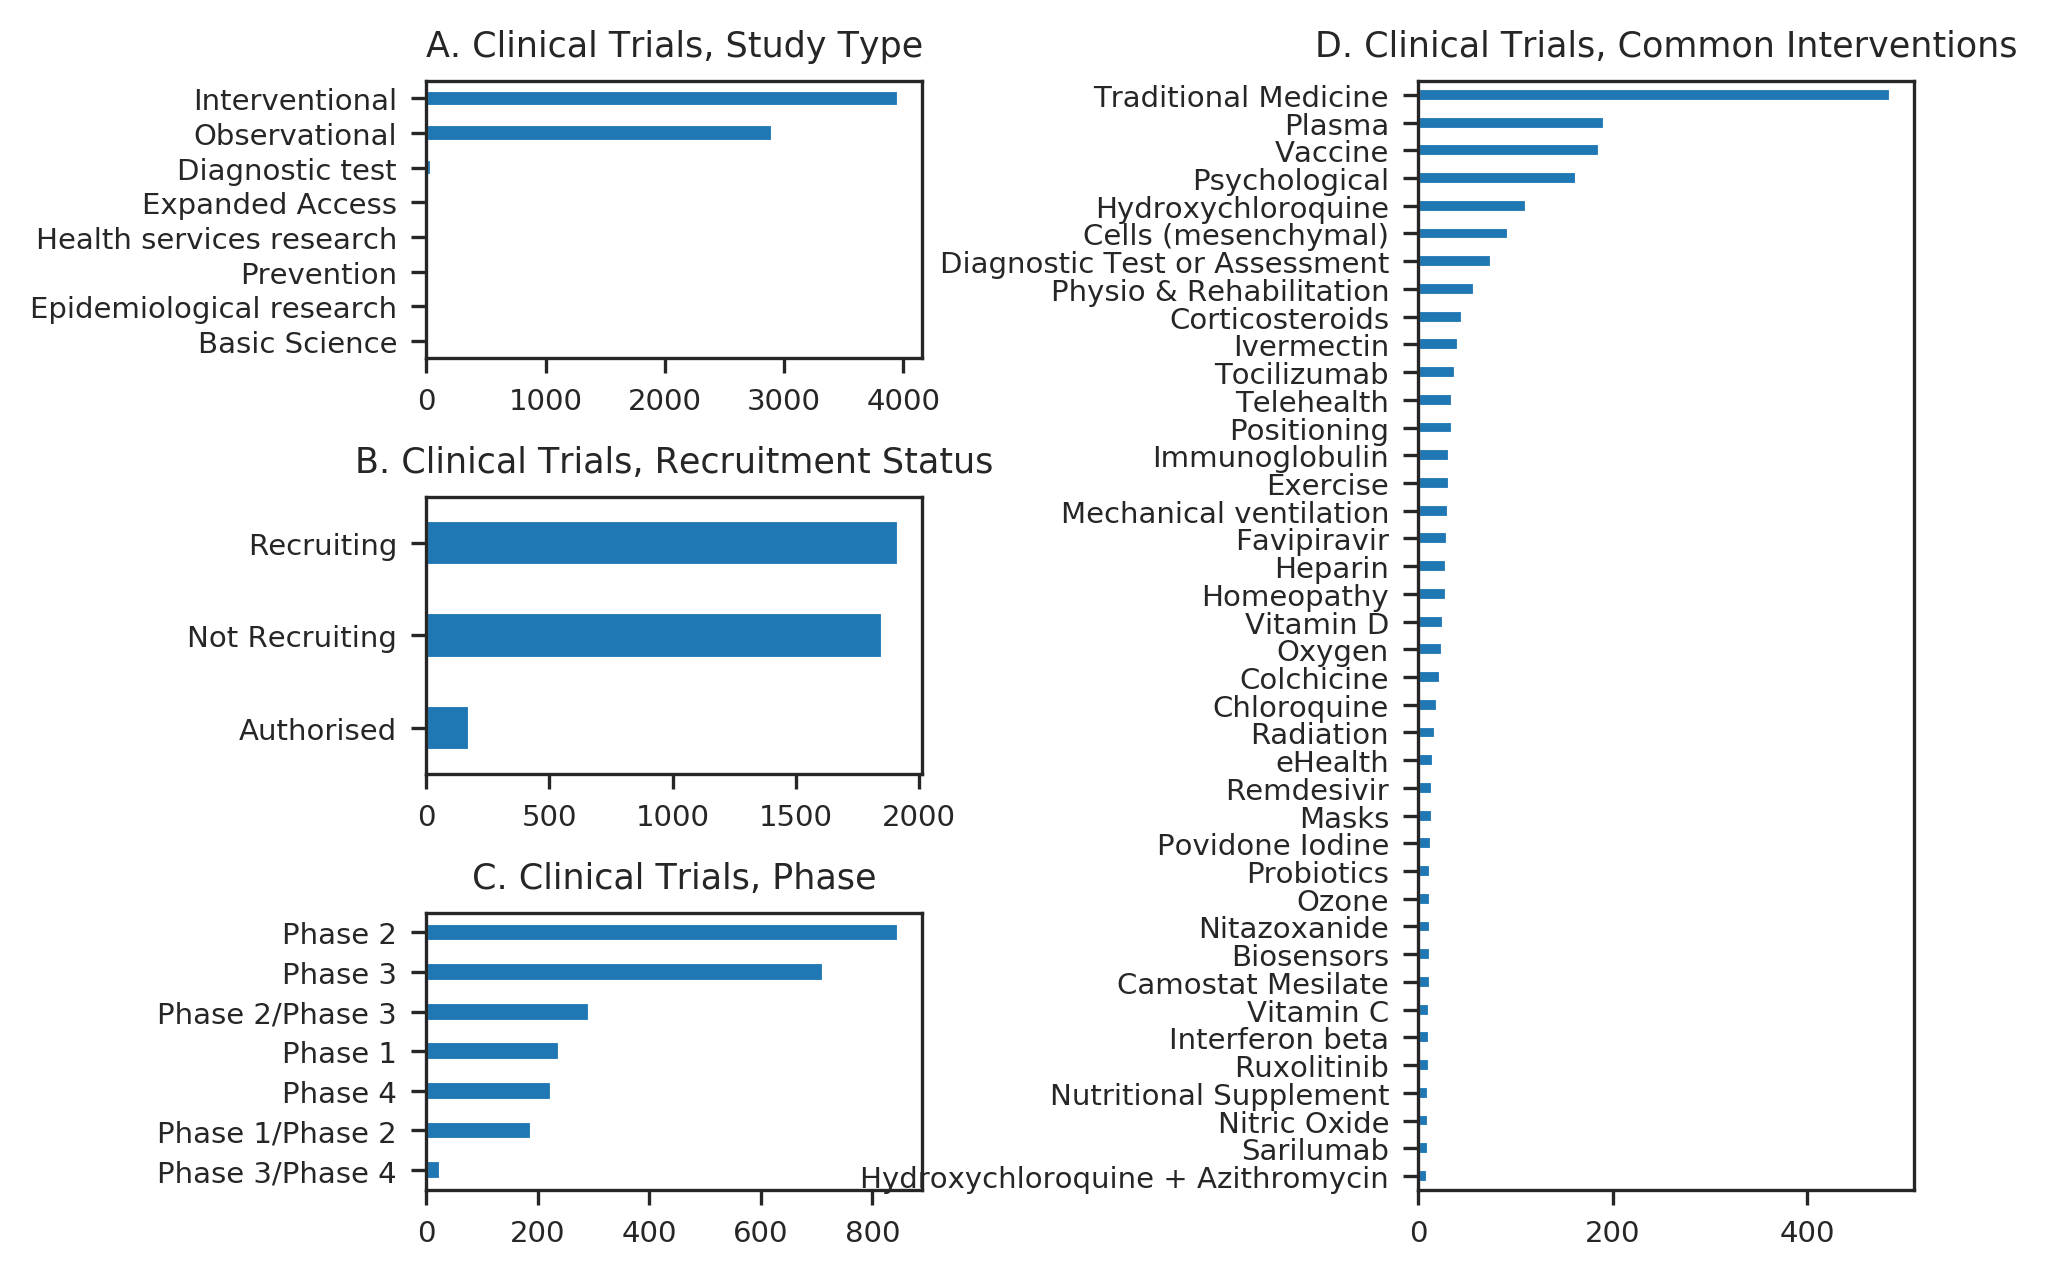 A. Clinical Trials, Study Type
Interventional
Observational
Diagnostic test
Expanded Access
Health services research
Prevention
Epidemiological research
Basic Science
0 1000 2000 3000 4000
B. Clinical Trials, Recruitment Status
Recruiting
Not Recruiting
Authorised
0 500 1000 1500 2000
C. Clinical Trials, Phase
Phase 2
Phase 3
Phase 2/Phase 3
Phase 1
Phase 4
Phase 1/Phase 2
Phase 3/Phase 4
0 200 400 600 800
D. Clinical Trials, Common Interventions
Traditional Medicine
Plasma
Vaccine
Psychological
Hydroxychloroquine
Cells (mesenchymal)
Diagnostic Test or Assessment
Physio & Rehabilitation
Corticosteroids
Ivermectin
Tocilizumab
Telehealth
Positioning
Immunoglobulin
Exercise
Mechanical ventilation
Favipiravir
Heparin
Homeopathy
Vitamin D
Oxygen
Colchicine
Chloroquine
Radiation
eHealth
Remdesivir
Masks
Povidone Iodine
Probiotics
Ozone
Nitazoxanide
Biosensors
Camostat Mesilate
Vitamin C
Interferon beta
Ruxolitinib
Nutritional Supplement
Nitric Oxide
Sarilumab
Hydroxychloroquine + Azithromycin
0 200 400